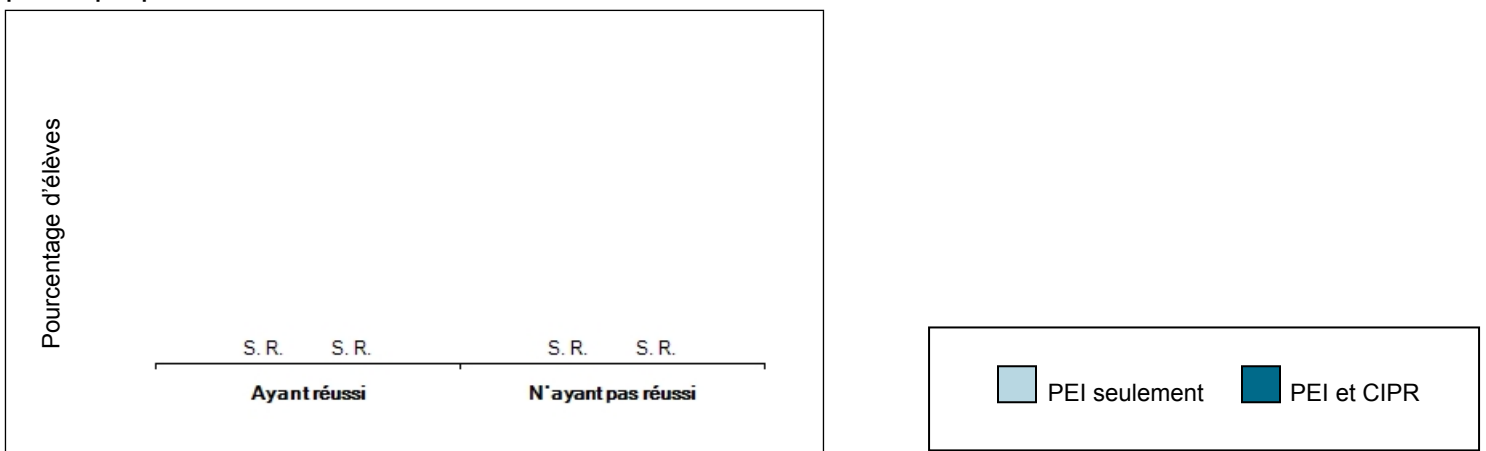 Pourcentage d'élèves
S. R. S. R. S. R. S. R.
Ayant réussi N'ayant pas réussi
PEI seulement PEI et CIPR